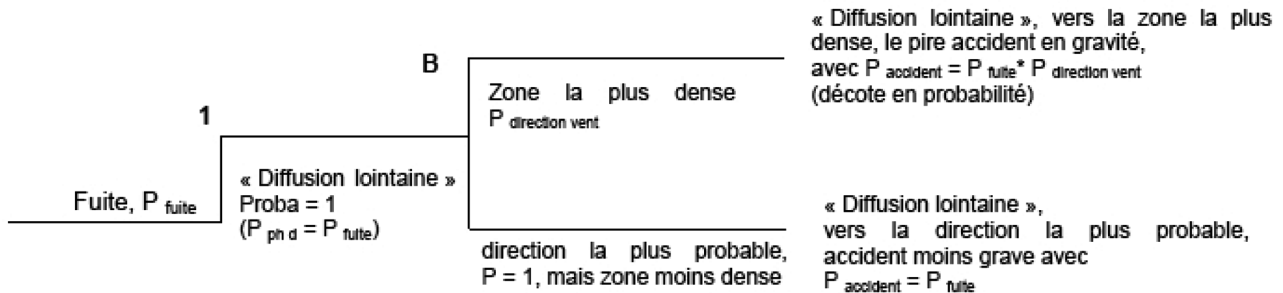 Fuite, P fuite
1
« Diffusion lointaine »
Proba = 1
(P ph d = P fuite)
B
Zone la plus dense
P direction vent
direction la plus probable,
P = 1, mais zone moins dense
« Diffusion lointaine », vers la zone la plus
dense, le pire accident en gravité,
avec P accident = P fuite* P direction vent
(décote en probabilité)
« Diffusion lointaine »,
vers la direction la plus probable,
accident moins grave avec
P accident = P fuite